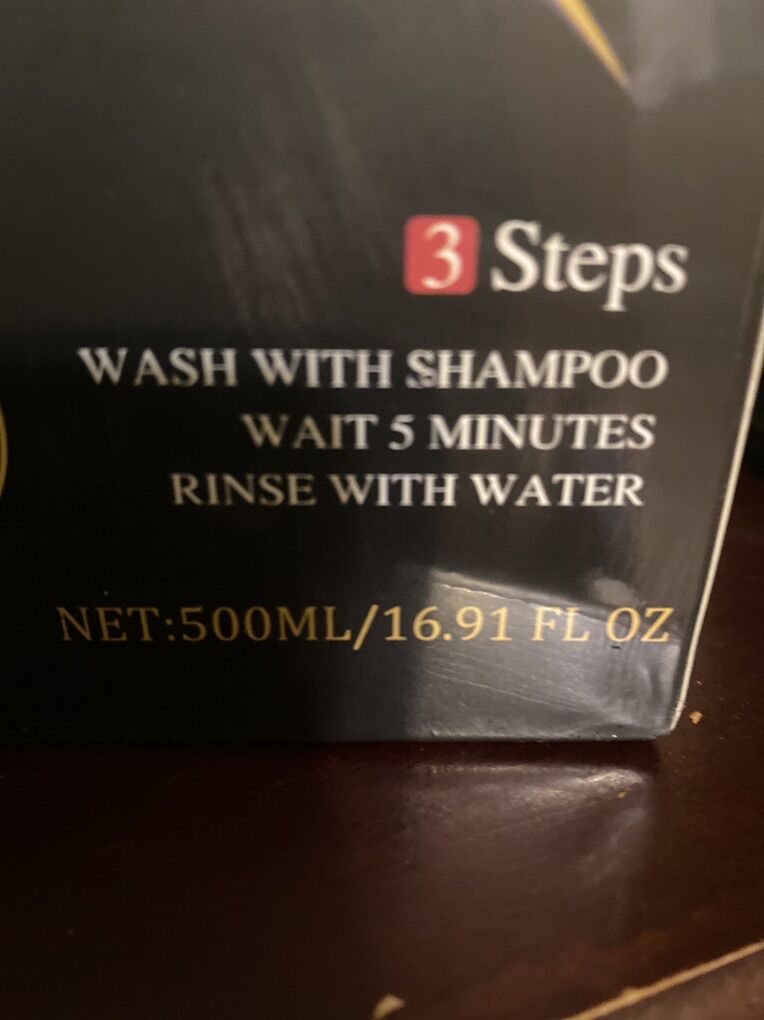 3 Steps
WASH WITH SHAMPOO
WAIT 5 MINUTES
RINSE WITH WATER
NET:500ML/16.91 FL OZ